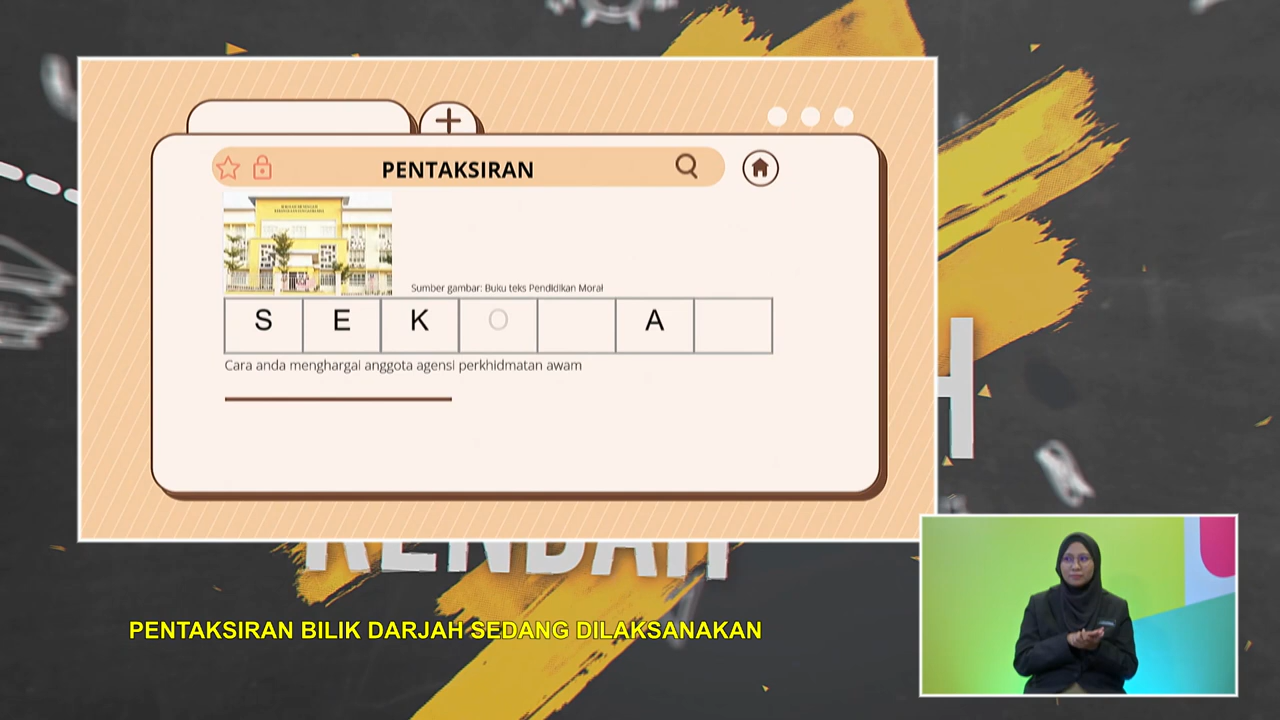 PENTAKSIRAN
Sumber gambar: Buku teks Pendidikan Moral
S E K O A
Cara anda menghargai anggota agensi perkhidmatan awam
H
RENDAH
PENTAKSIRAN BILIK DARJAH SEDANG DILAKSANAKAN